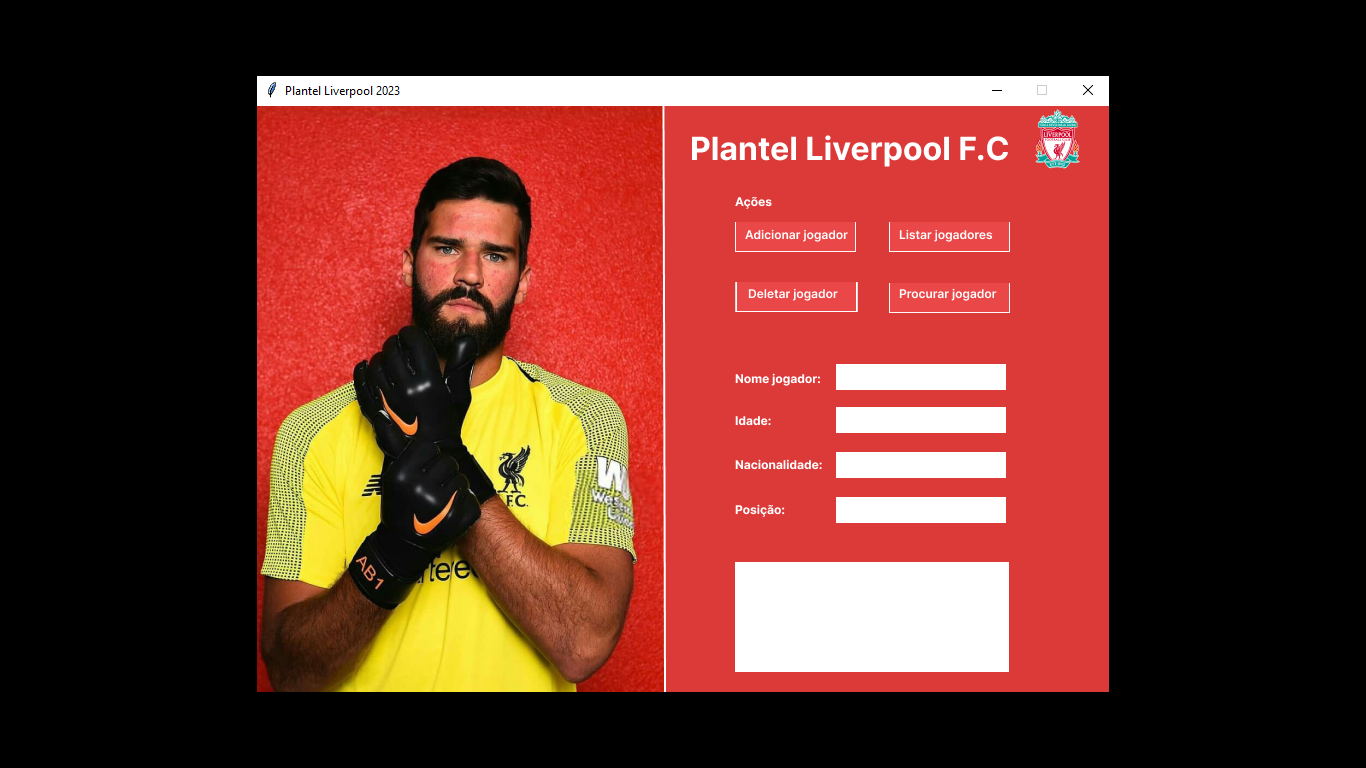 Plantel Liverpool 2023
Plantel Liverpool F.C
LIVERPOOL
Ações
Adicionar jogador
Listar jogadores
Deletar jogador
Procurar jogador
Nome jogador:
Idade:
Nacionalidade:
Posição:
F.C.
W
West
AB1